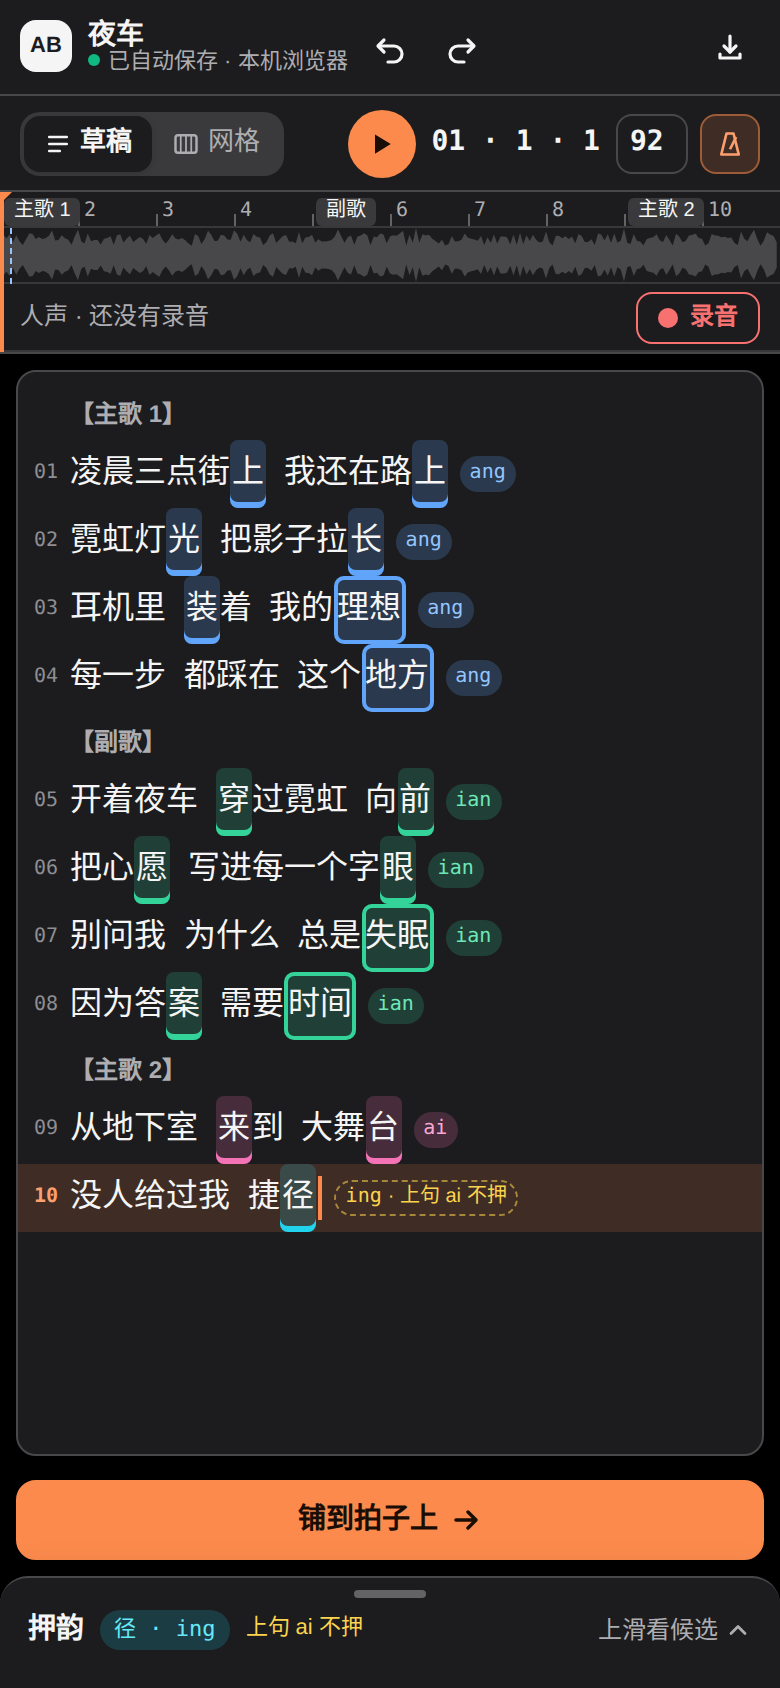 AB 夜车
已自动保存 · 本机浏览器
草稿 网格 01 · 1 · 1 92
主歌 1 2 3 4 副歌 6 7 8 主歌 2 10
人声 · 还没有录音 录音
【主歌 1】
01 凌晨三点街上 我还在路上 ang
02 霓虹灯光 把影子拉长 ang
03 耳机里 装着 我的理想 ang
04 每一步 都踩在 这个地方 ang
【副歌】
05 开着夜车 穿过霓虹 向前 ian
06 把心愿 写进每一个字眼 ian
07 别问我 为什么 总是失眠 ian
08 因为答案 需要时间 ian
【主歌 2】
09 从地下室 来到 大舞台 ai
10 没人给过我 捷径 ing · 上句 ai 不押
铺到拍子上 →
押韵 径 · ing 上句 ai 不押 上滑看候选